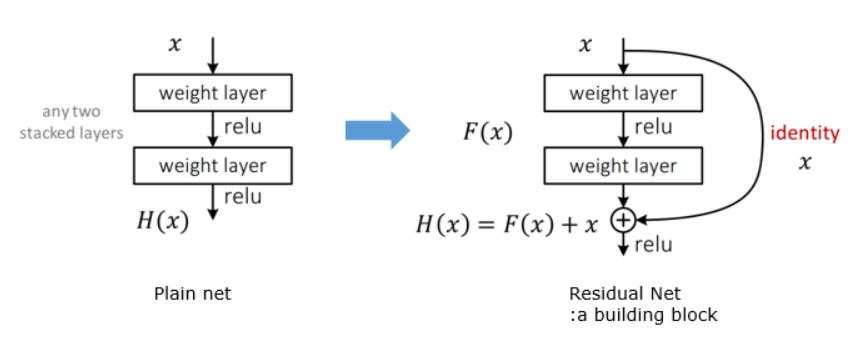 x
weight layer
any two
stacked layers
relu
weight layer
relu
H(x)
Plain net
x
weight layer
F(x)
relu
identity
x
weight layer
H(x) = F(x) + x
+
relu
Residual Net
:a building block